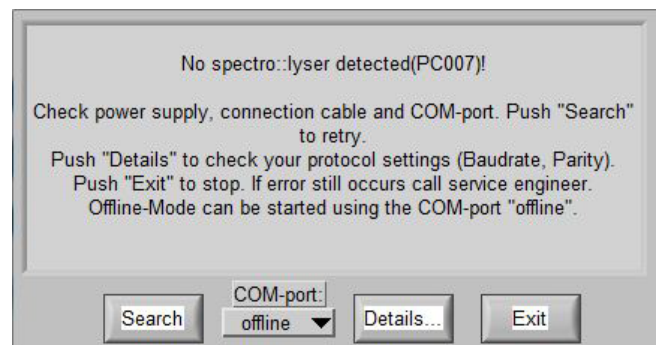 No spectro::lyser detected(PC007)!
Check power supply, connection cable and COM-port. Push "Search"
to retry.
Push "Details" to check your protocol settings (Baudrate, Parity).
Push "Exit" to stop. If error still occurs call service engineer.
Offline-Mode can be started using the COM-port "offline".
COM-port:
Search
offline
Details...
Exit